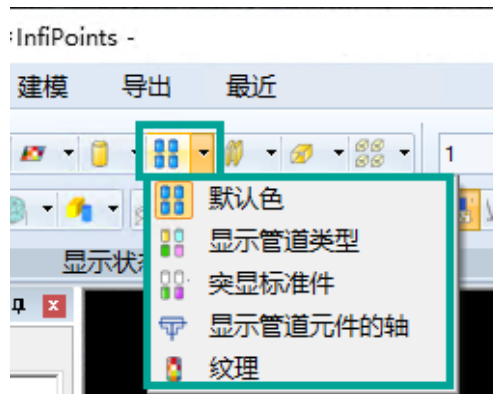 InfiPoints -
建模 导出 最近
1
默认色
显示状
显示管道类型
突显标准件
显示管道元件的轴
纹理